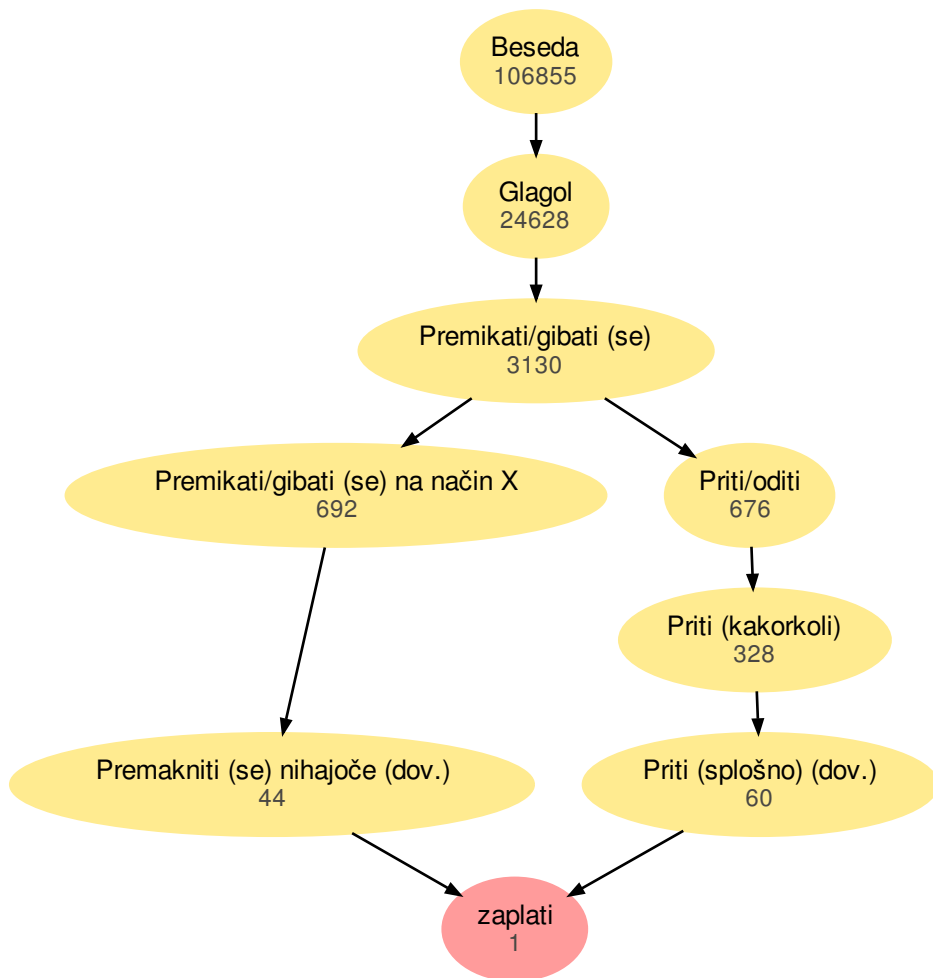 Beseda
106855
Glagol
24628
Premikati/gibati (se)
3130
Premikati/gibati (se) na način X
692
Priti/oditi
676
Priti (kakorkoli)
328
Premakniti (se) nihajoče (dov.)
44
Priti (splošno) (dov.)
60
zaplati
1